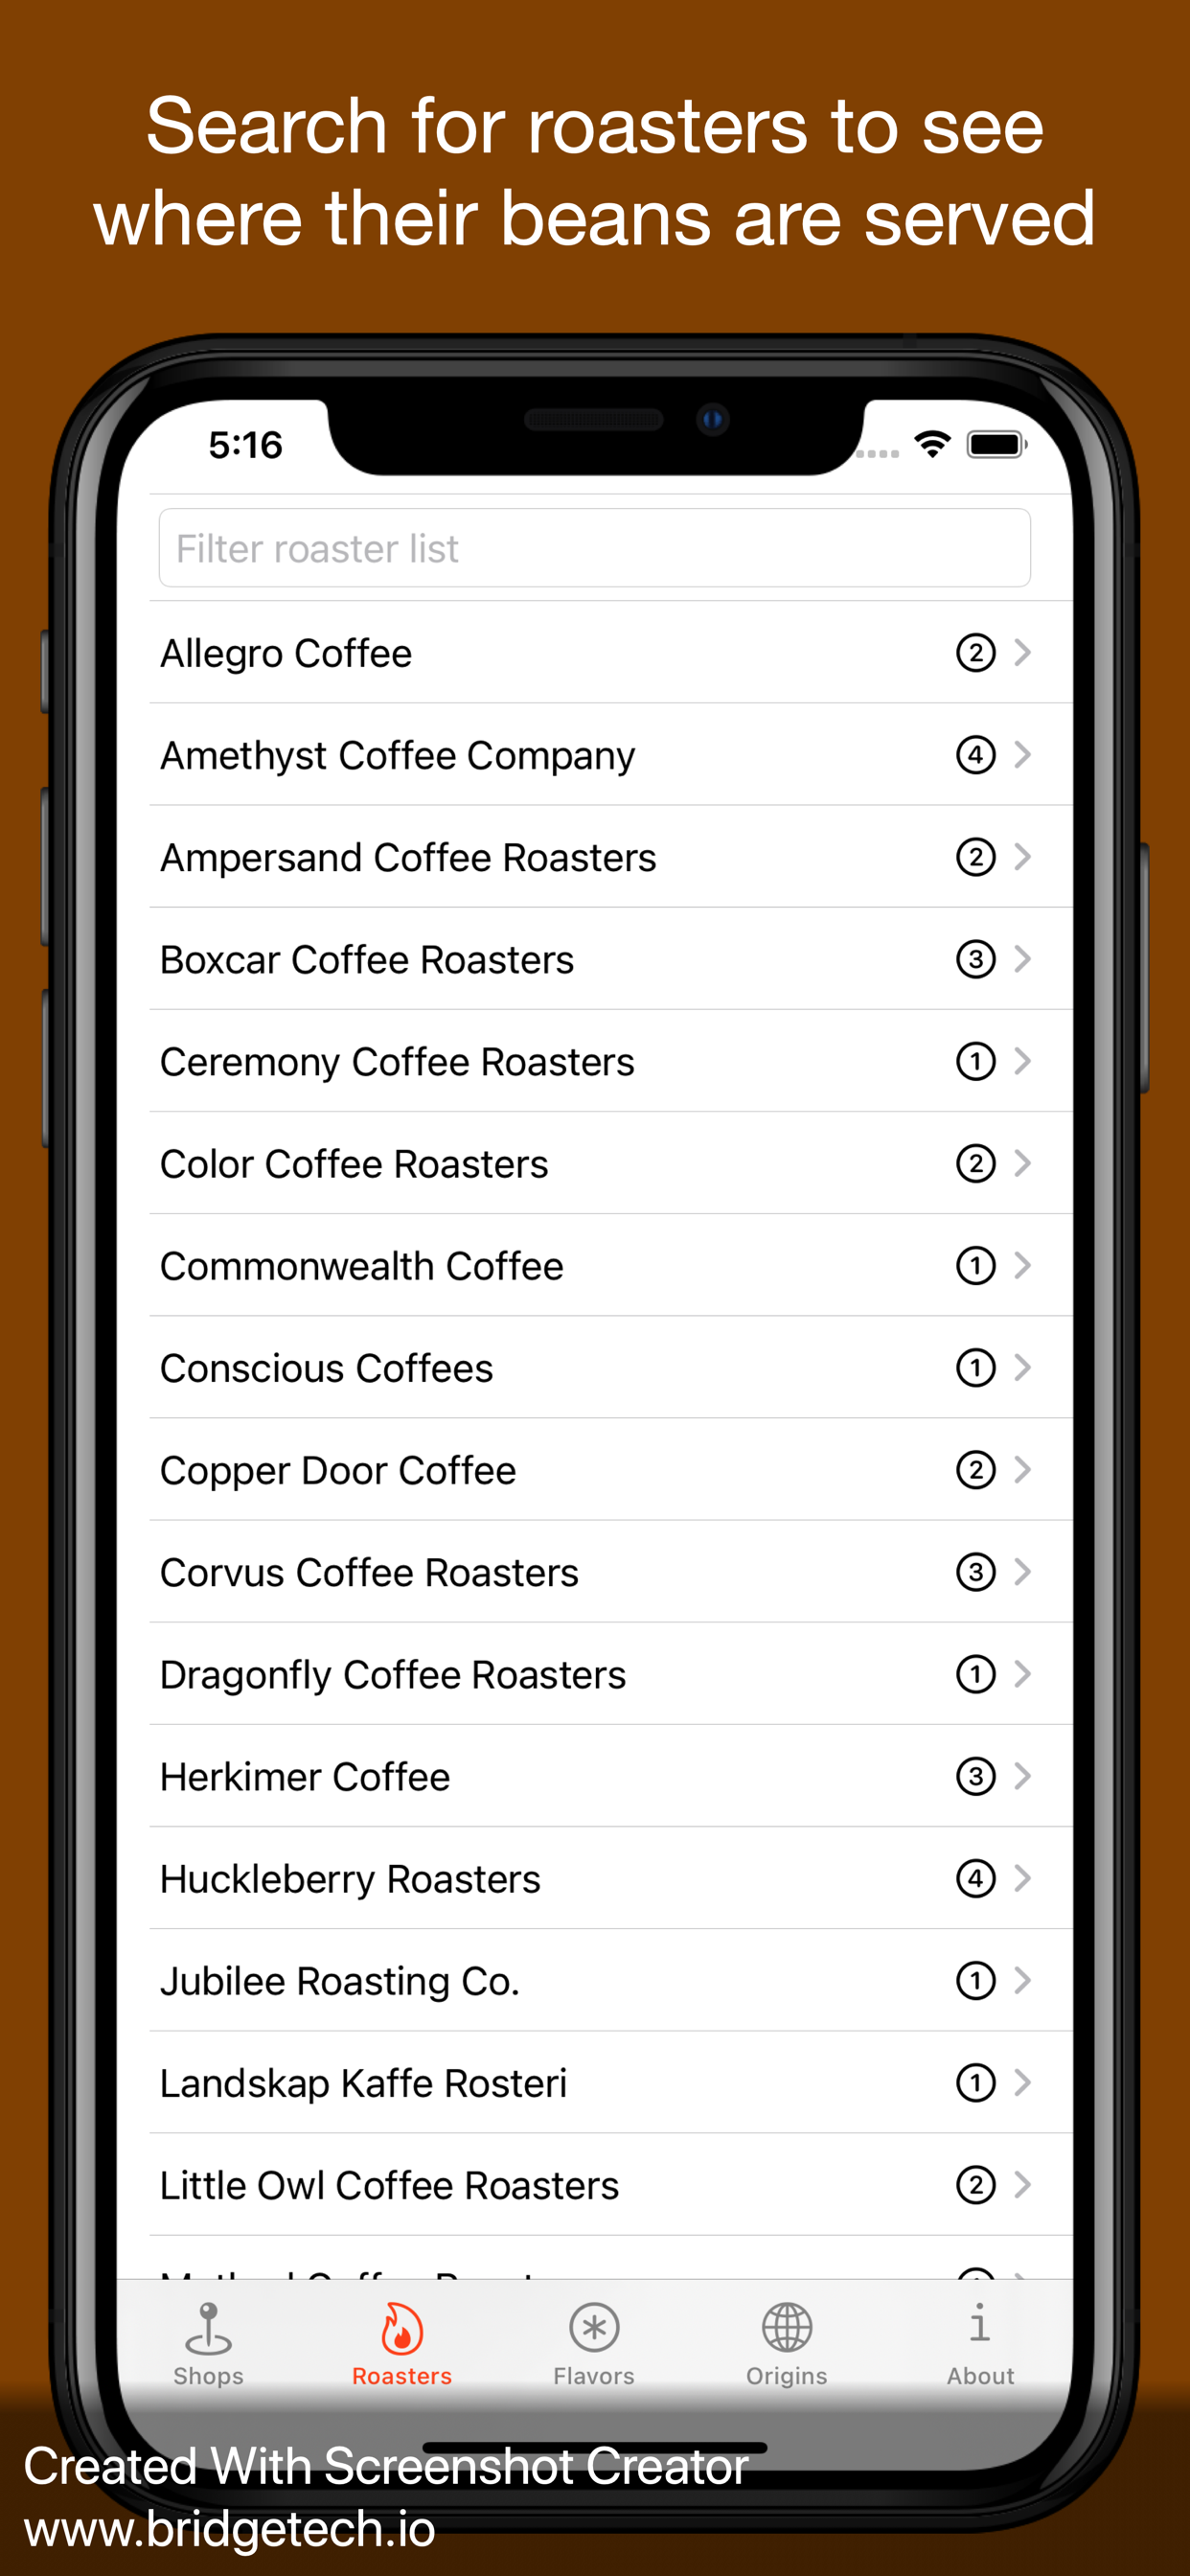 Search for roasters to see
where their beans are served
5:16
Filter roaster list
Allegro Coffee 2
Amethyst Coffee Company 4
Ampersand Coffee Roasters 2
Boxcar Coffee Roasters 3
Ceremony Coffee Roasters 1
Color Coffee Roasters 2
Commonwealth Coffee 1
Conscious Coffees 1
Copper Door Coffee 2
Corvus Coffee Roasters 3
Dragonfly Coffee Roasters 1
Herkimer Coffee 3
Huckleberry Roasters 4
Jubilee Roasting Co. 1
Landskap Kaffe Rosteri 1
Little Owl Coffee Roasters 2
Shops Roasters Flavors Origins About
Created With Screenshot Creator
www.bridgetech.io